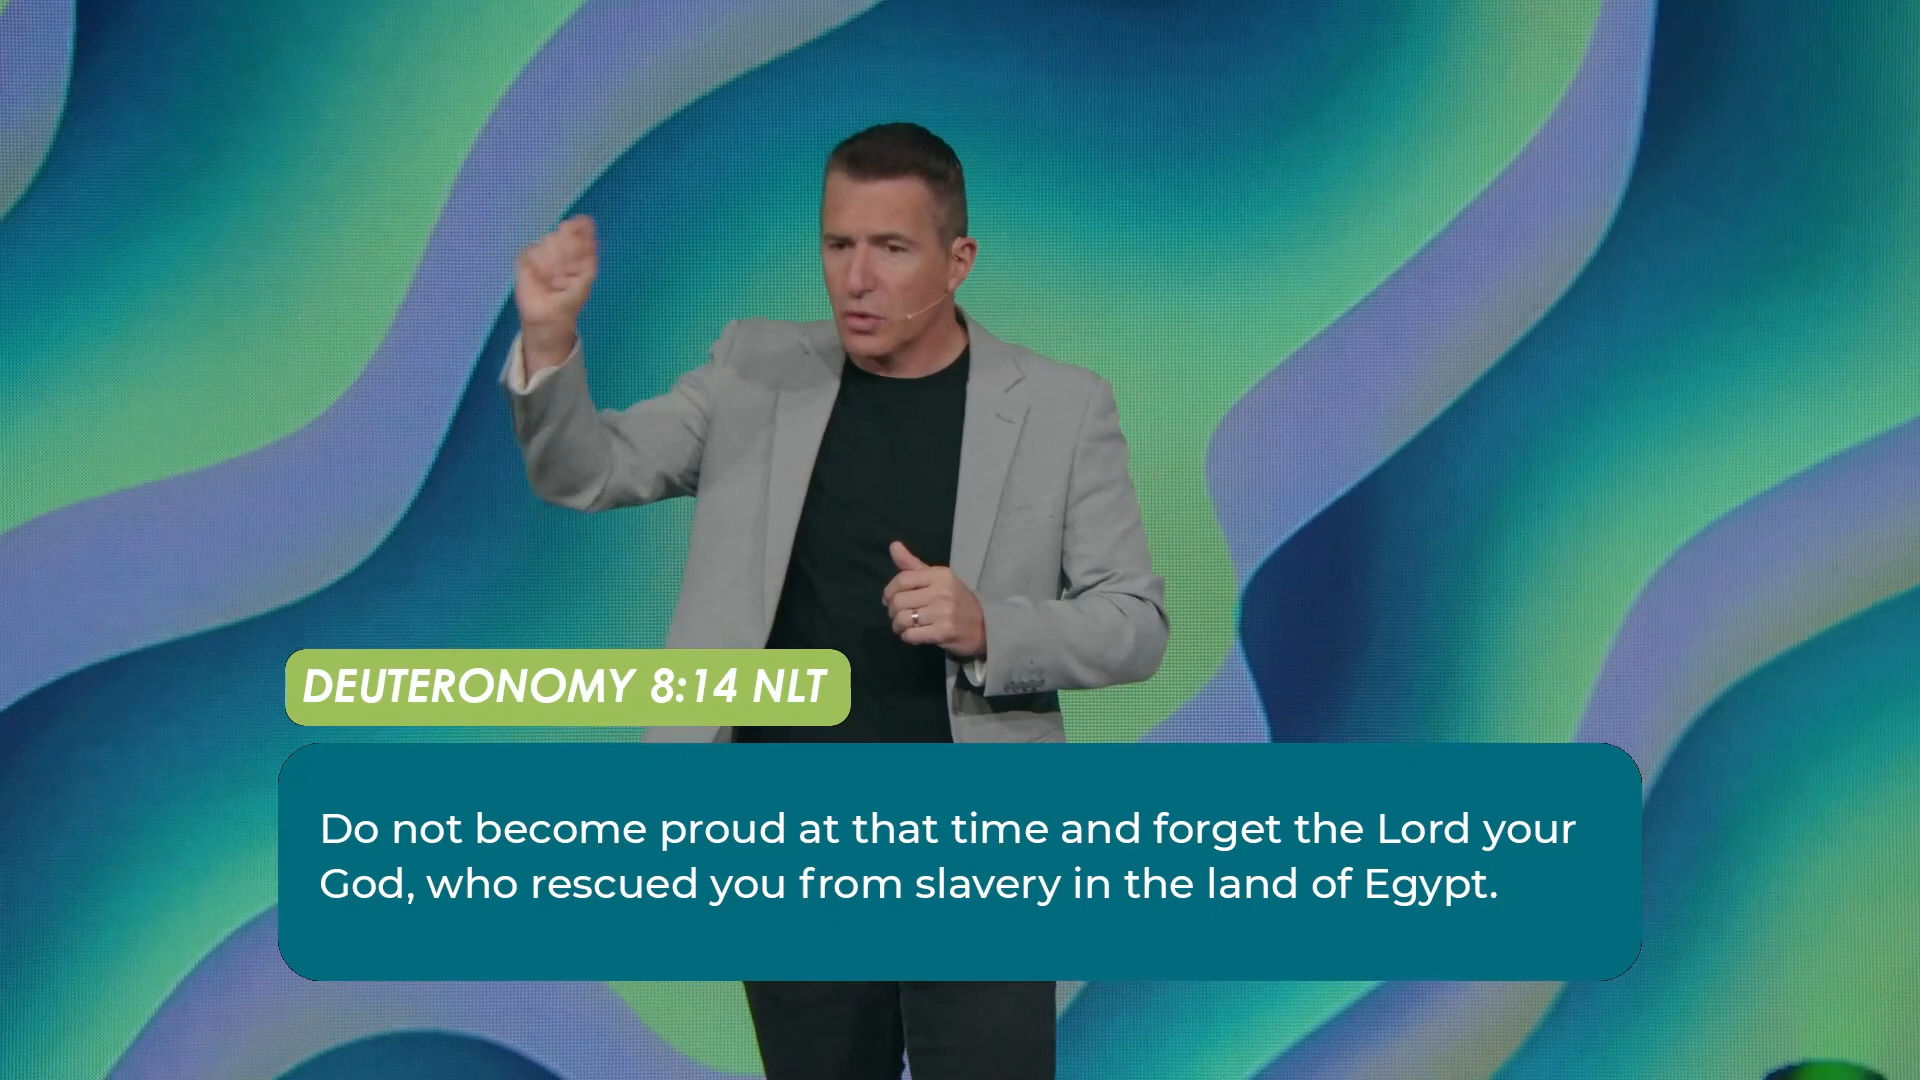 DEUTERONOMY 8:14 NLT
Do not become proud at that time and forget the Lord your
God, who rescued you from slavery in the land of Egypt.